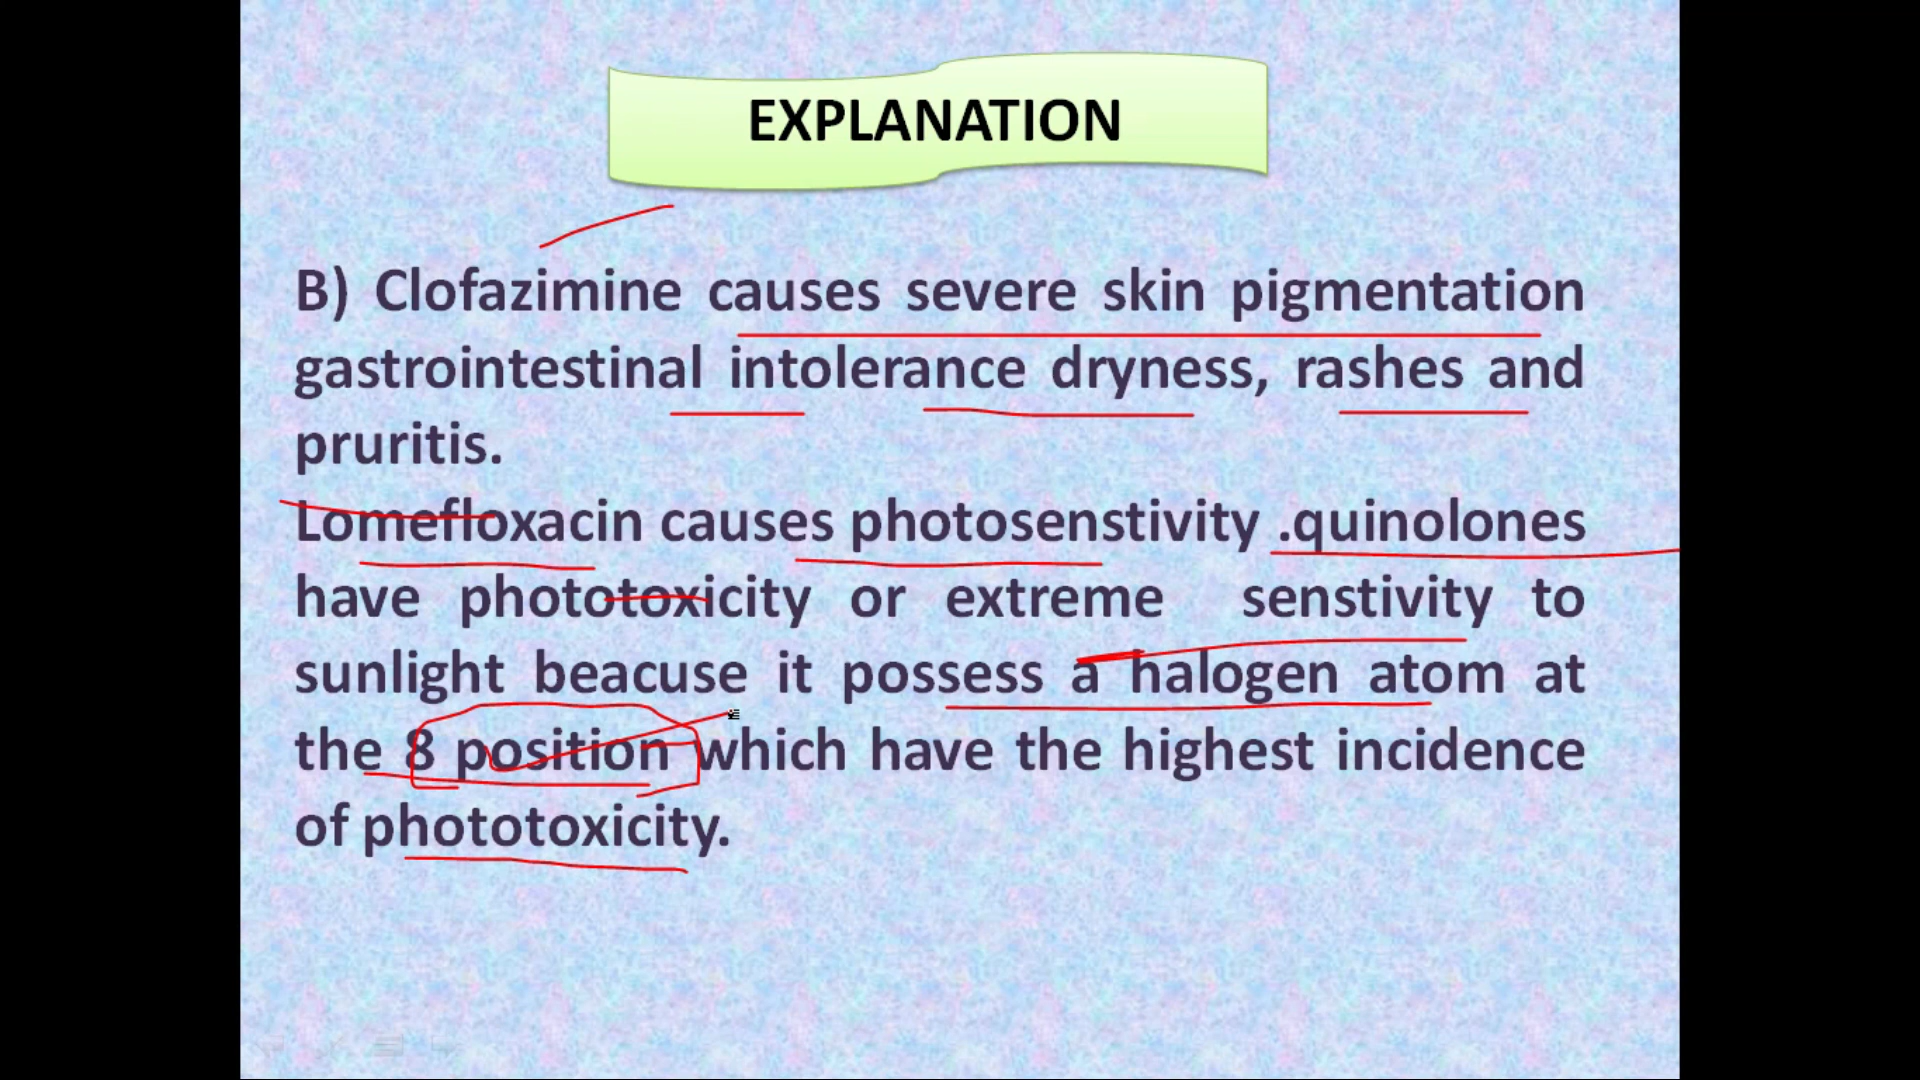 EXPLANATION
B) Clofazimine causes severe skin pigmentation
gastrointestinal intolerance dryness, rashes and
pruritis.
Lomefloxacin causes photosenstivity .quinolones
have phototoxicity or extreme senstivity to
sunlight beacuse it possess a halogen atom at
the 8 position which have the highest incidence
of phototoxicity.